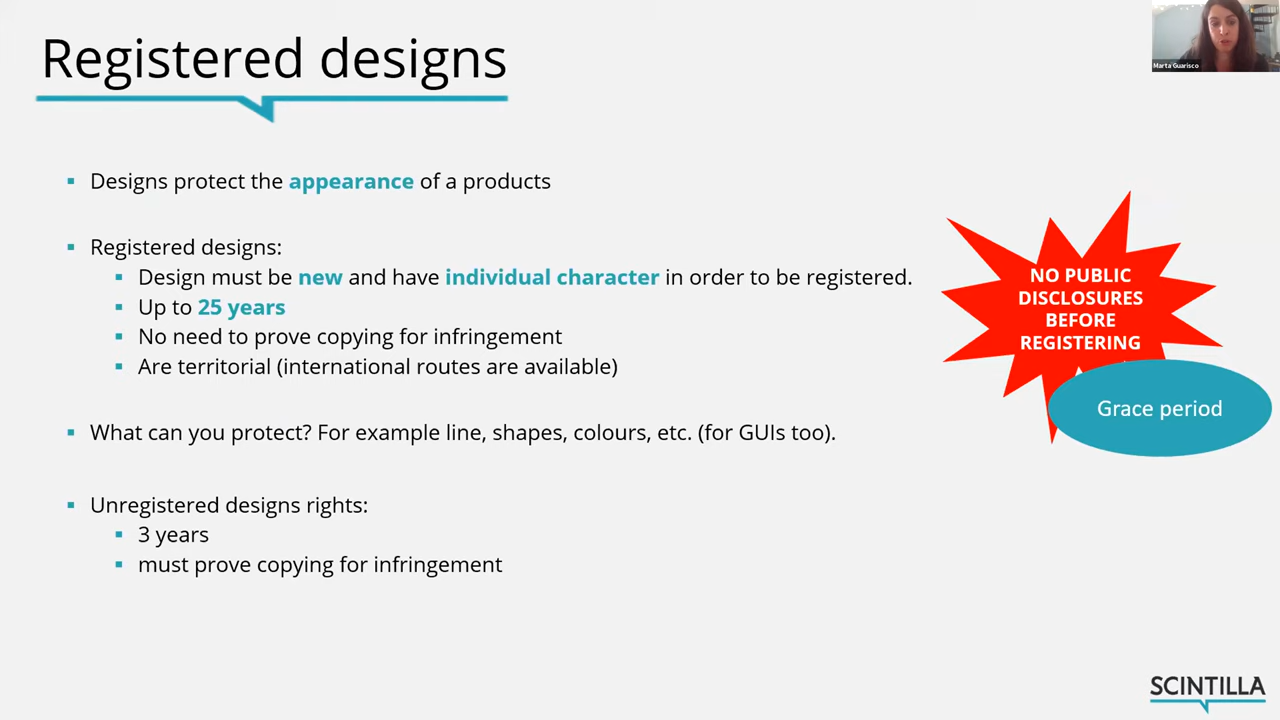 Registered designs
Marta Guarisco
Designs protect the appearance of a products
Registered designs:
Design must be new and have individual character in order to be registered.
Up to 25 years
No need to prove copying for infringement
Are territorial (international routes are available)
What can you protect? For example line, shapes, colours, etc. (for GUIs too).
Unregistered designs rights:
3 years
must prove copying for infringement
NO PUBLIC
DISCLOSURES
BEFORE
REGISTERING
Grace period
SCINTILLA